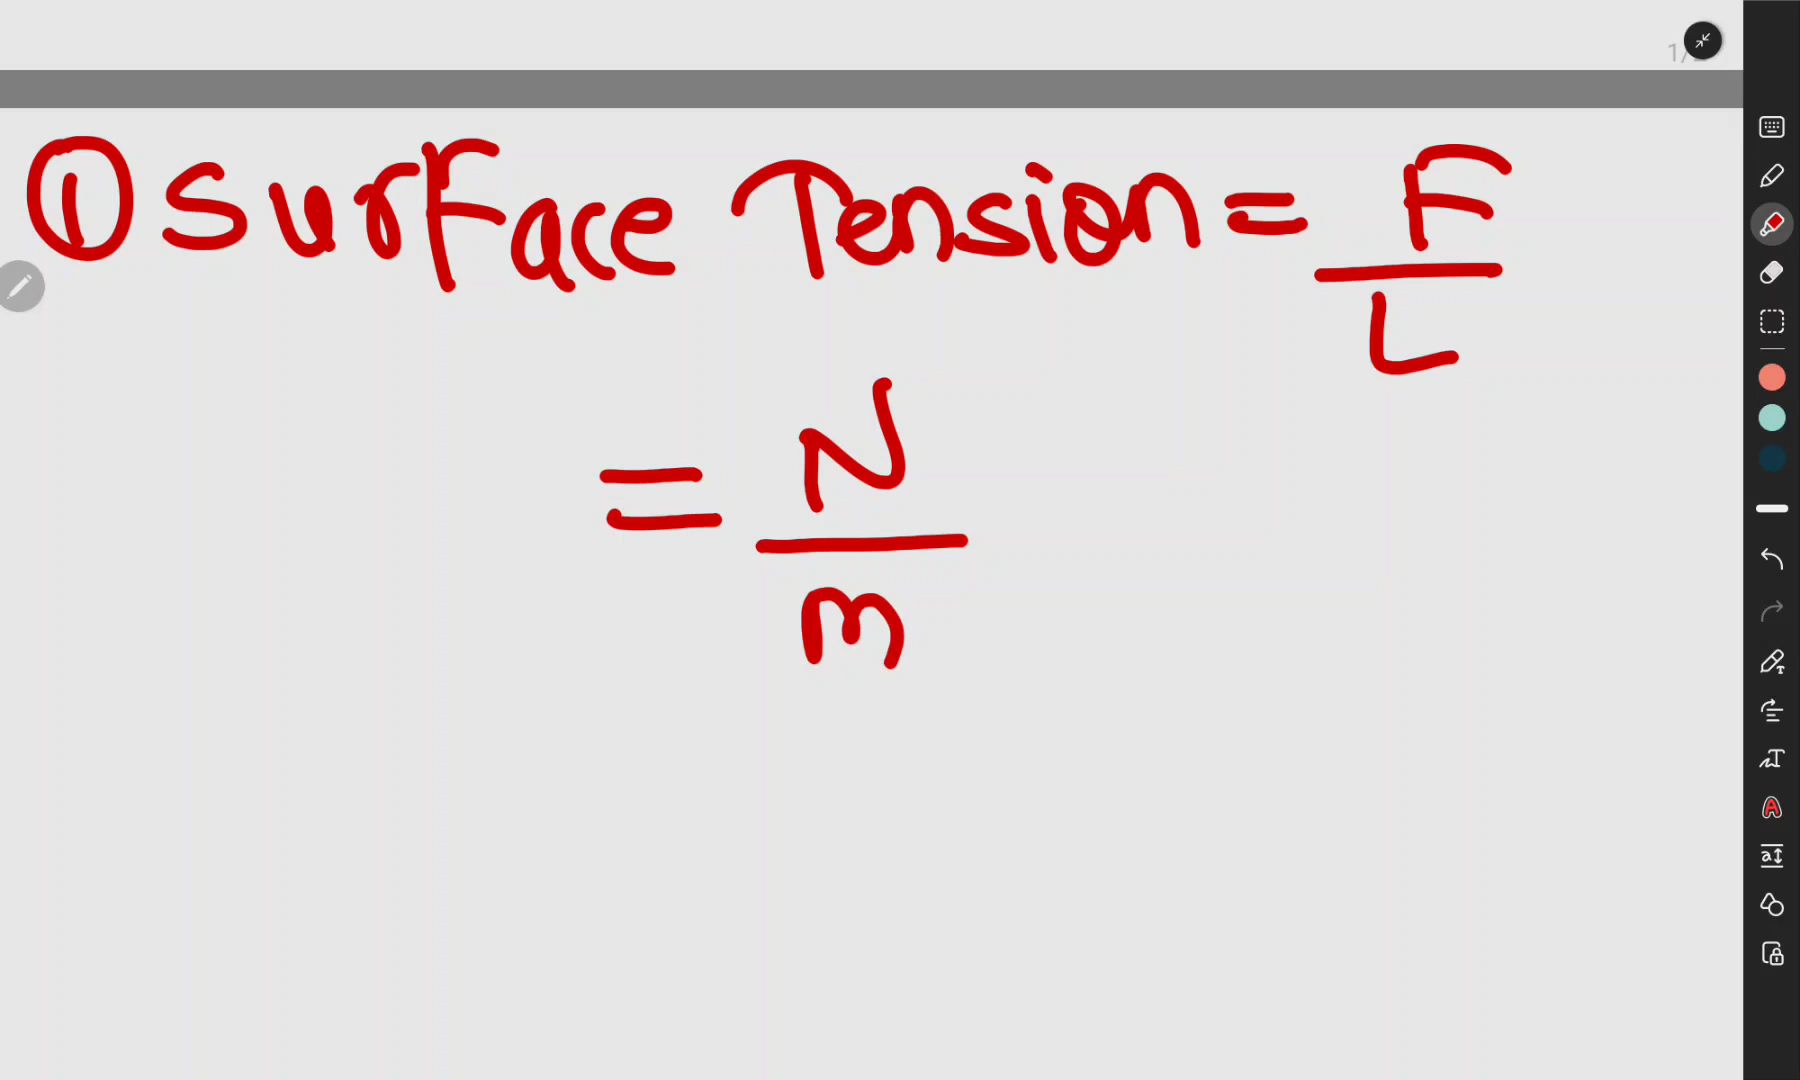 ① Surface Tension = F/L
= N/m